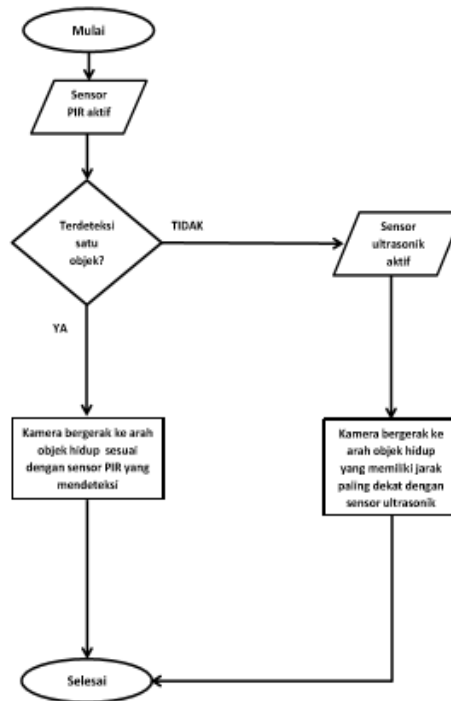 Mulai
Sensor
PIR aktif
Terdeteksi
satu
objek?
TIDAK
Sensor
ultrasonik
aktif
YA
Kamera bergerak ke arah
objek hidup sesuai
dengan sensor PIR yang
mendeteksi
Kamera bergerak ke
arah objek hidup
yang memiliki jarak
paling dekat dengan
sensor ultrasonik
Selesai